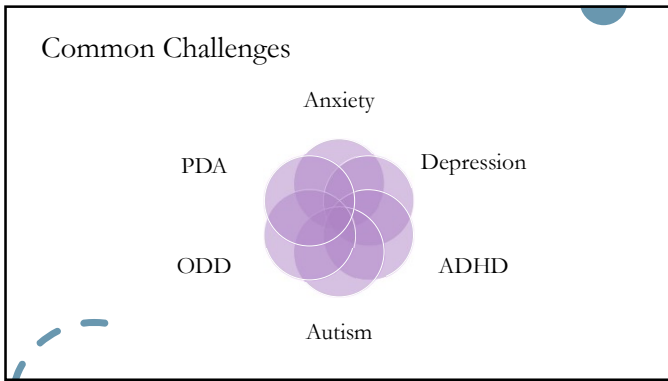 Common Challenges
Anxiety
PDA
Depression
ODD
ADHD
Autism